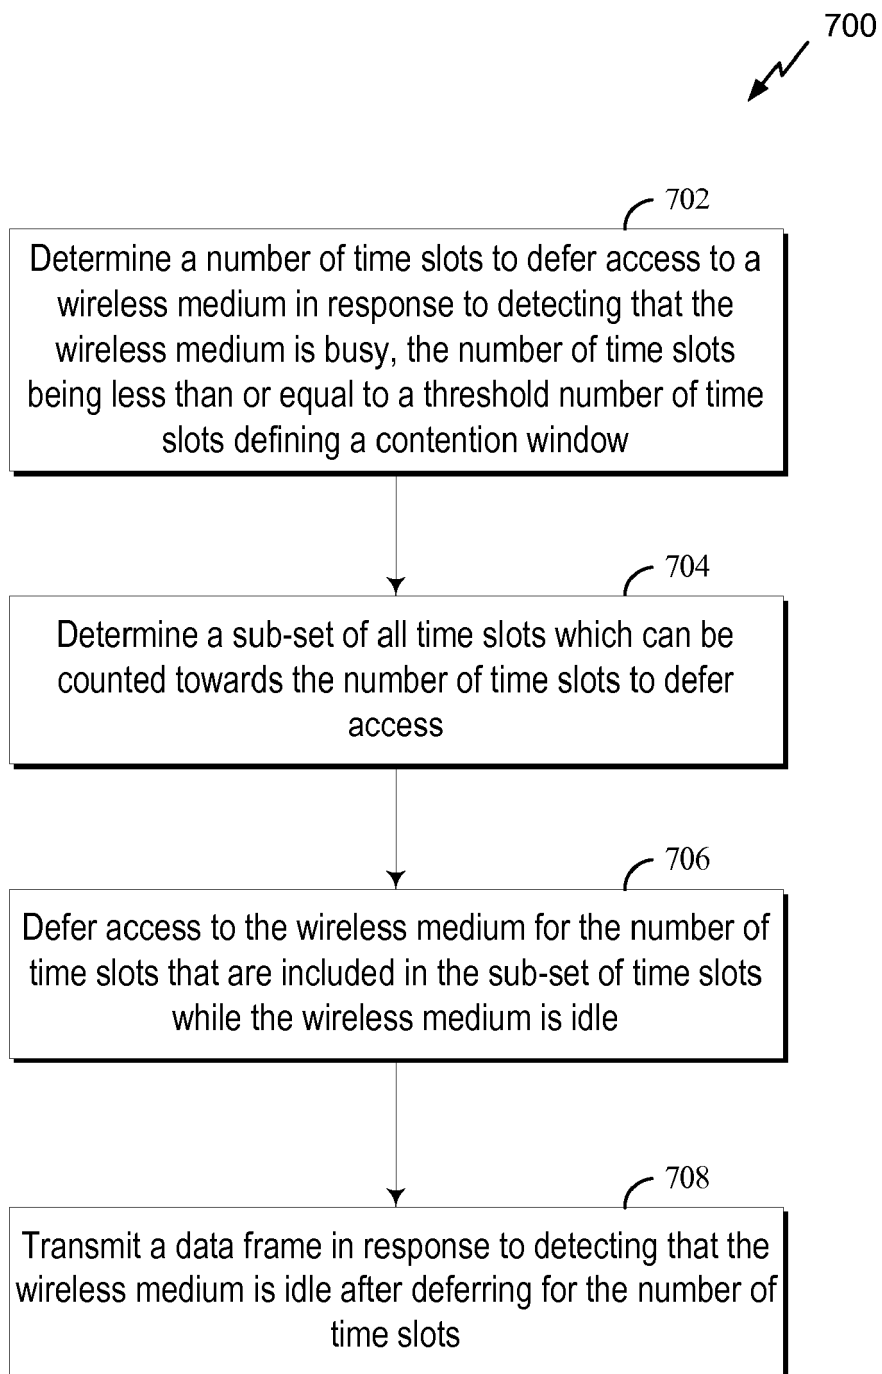 700
702
Determine a number of time slots to defer access to a
wireless medium in response to detecting that the
wireless medium is busy, the number of time slots
being less than or equal to a threshold number of time
slots defining a contention window
704
Determine a sub-set of all time slots which can be
counted towards the number of time slots to defer
access
706
Defer access to the wireless medium for the number of
time slots that are included in the sub-set of time slots
while the wireless medium is idle
708
Transmit a data frame in response to detecting that the
wireless medium is idle after deferring for the number of
time slots